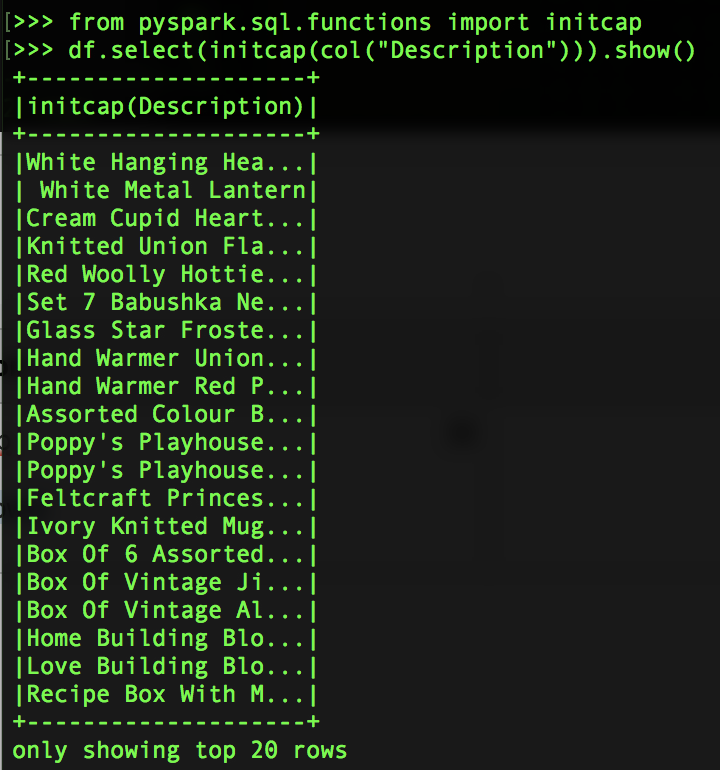 [>>> from pyspark.sql.functions import initcap
[>>> df.select(initcap(col("Description"))).show()
+--------------------+
|initcap(Description)|
+--------------------+
|White Hanging Hea...|
| White Metal Lantern|
|Cream Cupid Heart...|
|Knitted Union Fla...|
|Red Woolly Hottie...|
|Set 7 Babushka Ne...|
|Glass Star Froste...|
|Hand Warmer Union...|
|Hand Warmer Red P...|
|Assorted Colour B...|
|Poppy's Playhouse...|
|Poppy's Playhouse...|
|Feltcraft Princes...|
|Ivory Knitted Mug...|
|Box Of 6 Assorted...|
|Box Of Vintage Ji...|
|Box Of Vintage Al...|
|Home Building Blo...|
|Love Building Blo...|
|Recipe Box With M...|
+--------------------+
only showing top 20 rows